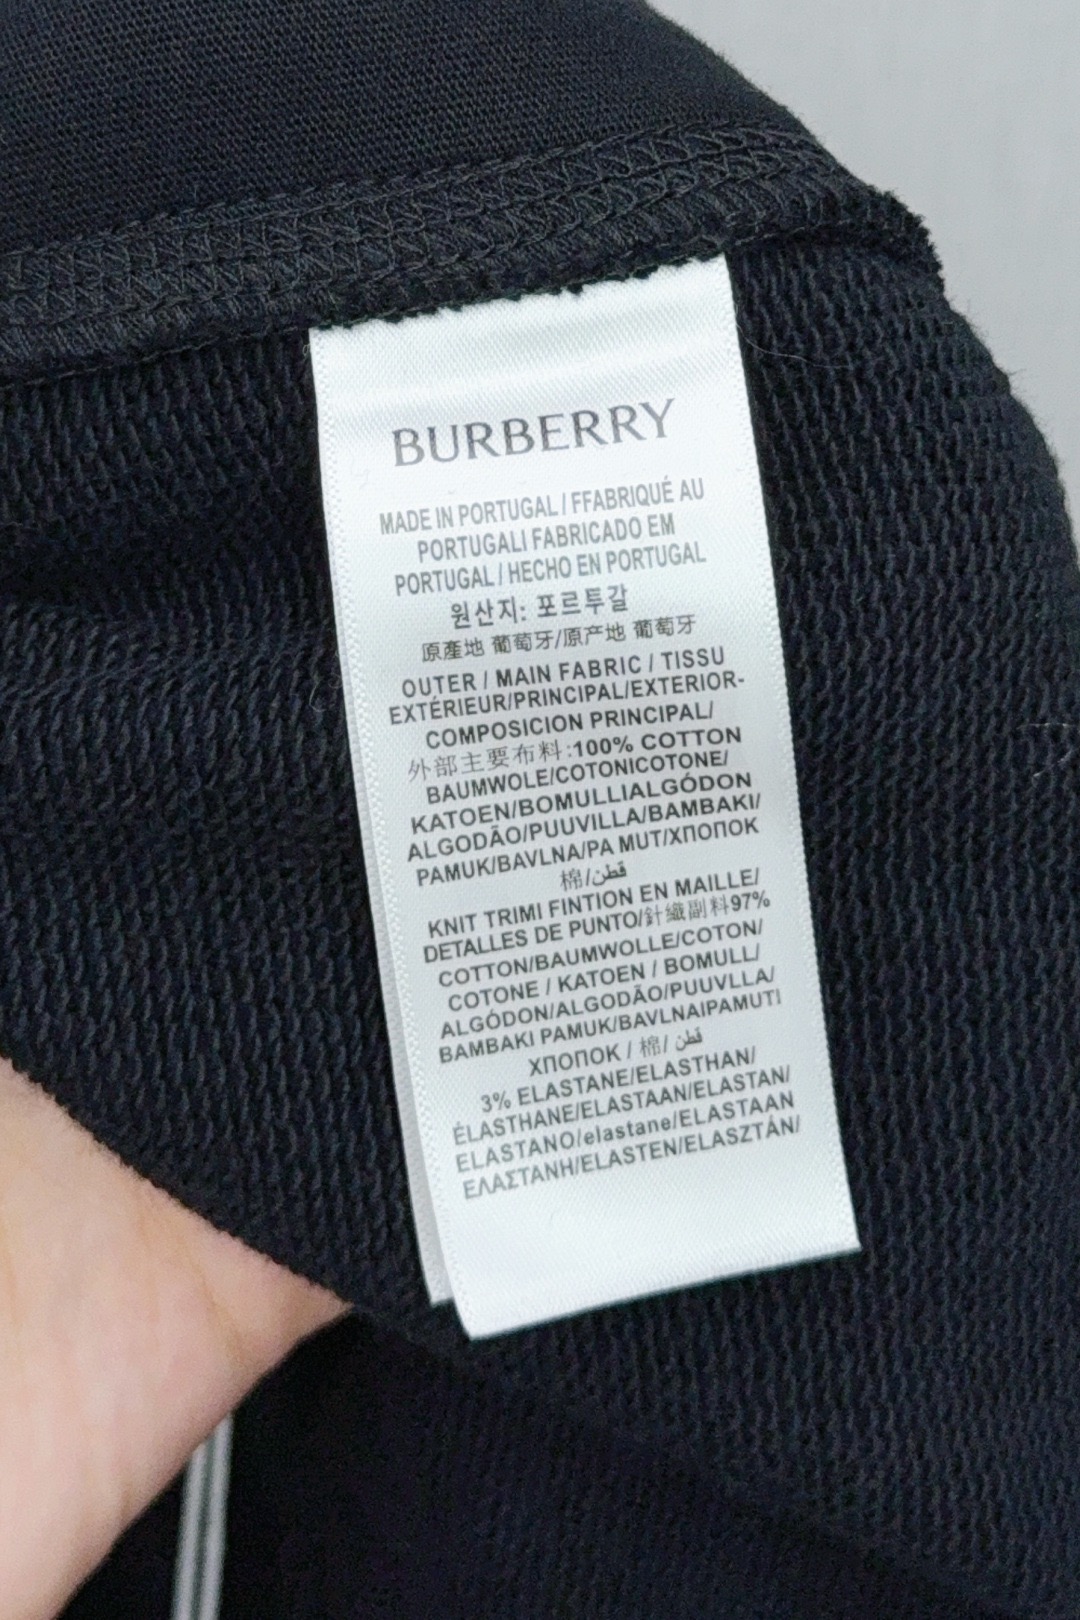 BURBERRY
MADE IN PORTUGAL / FFABRIQUÉ AU
PORTUGALI FABRICADO EM
PORTUGAL / HECHO EN PORTUGAL
원산지: 포르투갈
原產地 葡萄牙/原产地 葡萄牙
OUTER / MAIN FABRIC / TISSU
EXTÉRIEUR/PRINCIPAL/EXTERIOR-
COMPOSICION PRINCIPAL/
外部主要布料:100% COTTON
BAUMWOLE/COTONICOTONE/
KATOEN/BOMULLIALGÓDON
ALGODÃO/PUUVILLA/BAMBAKI/
PAMUK/BAVLNA/PA MUT/ХПОПОК
棉/قطن
KNIT TRIMI FINTION EN MAILLE/
DETALLES DE PUNTO/針織副料97%
COTTON/BAUMWOLLE/COTON/
COTONE / KATOEN / BOMULL/
ALGÓDON/ALGODÃO/PUUVLLA/
BAMBAKI PAMUK/BAVLNAIPAMUTI
ХПОПОК / 棉/ قطن
3% ELASTANE/ELASTHAN/
ÉLASTHANE/ELASTAAN/ELASTAN/
ELASTANO/elastane/ELASTAAN
ΕΛΑΣΤΑΝΗ/ELASTEN/ELASZTÁN/